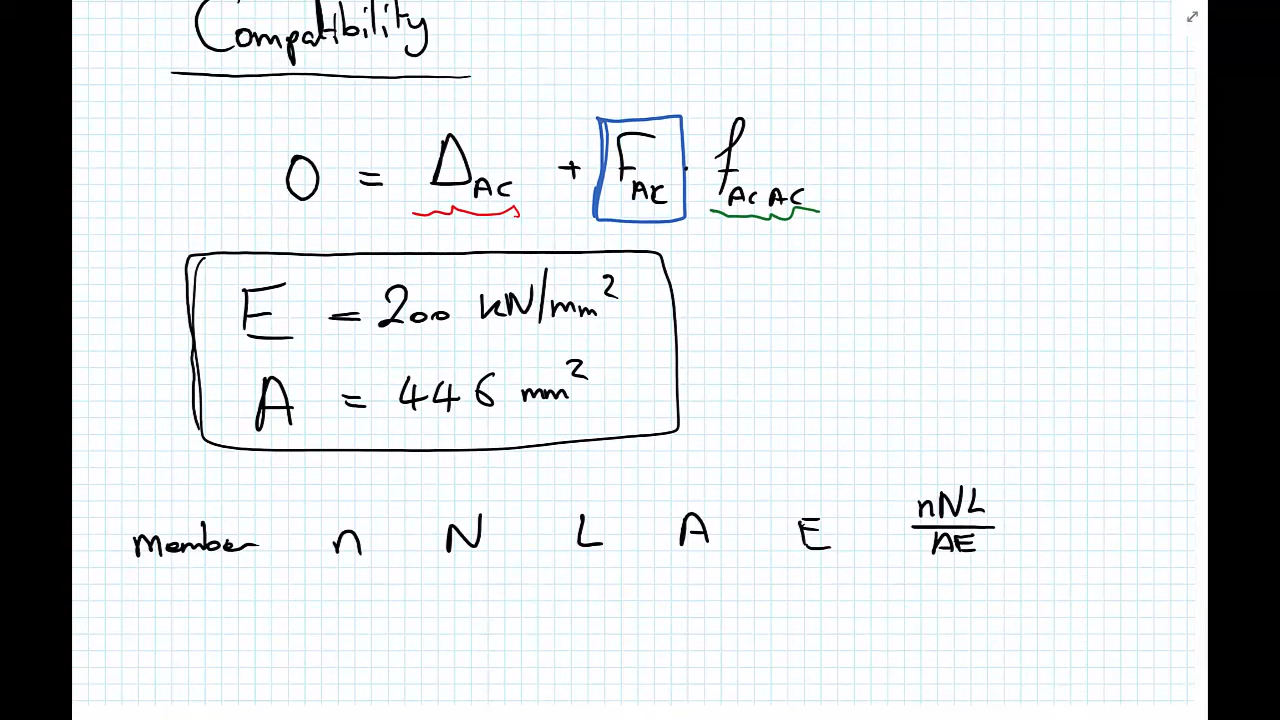 Compatibility
0 = Δ_AC + F_AC · f_AC AC
E = 200 kN/mm²
A = 446 mm²
Member n N L A E nNL/AE